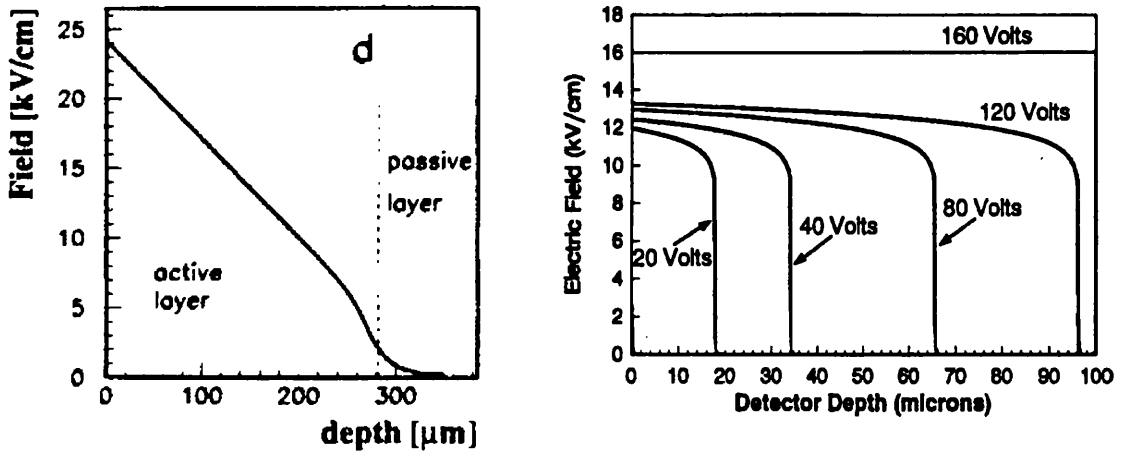 Field [kV/cm]
25
20
15
10
5
0
d
passive
layer
active
layer
0
100
200
300
depth [µm]
Electric Field (kV/cm)
18
16
14
12
10
8
6
4
2
0
160 Volts
120 Volts
80 Volts
40 Volts
20 Volts
0
10
20
30
40
50
60
70
80
90
100
Detector Depth (microns)